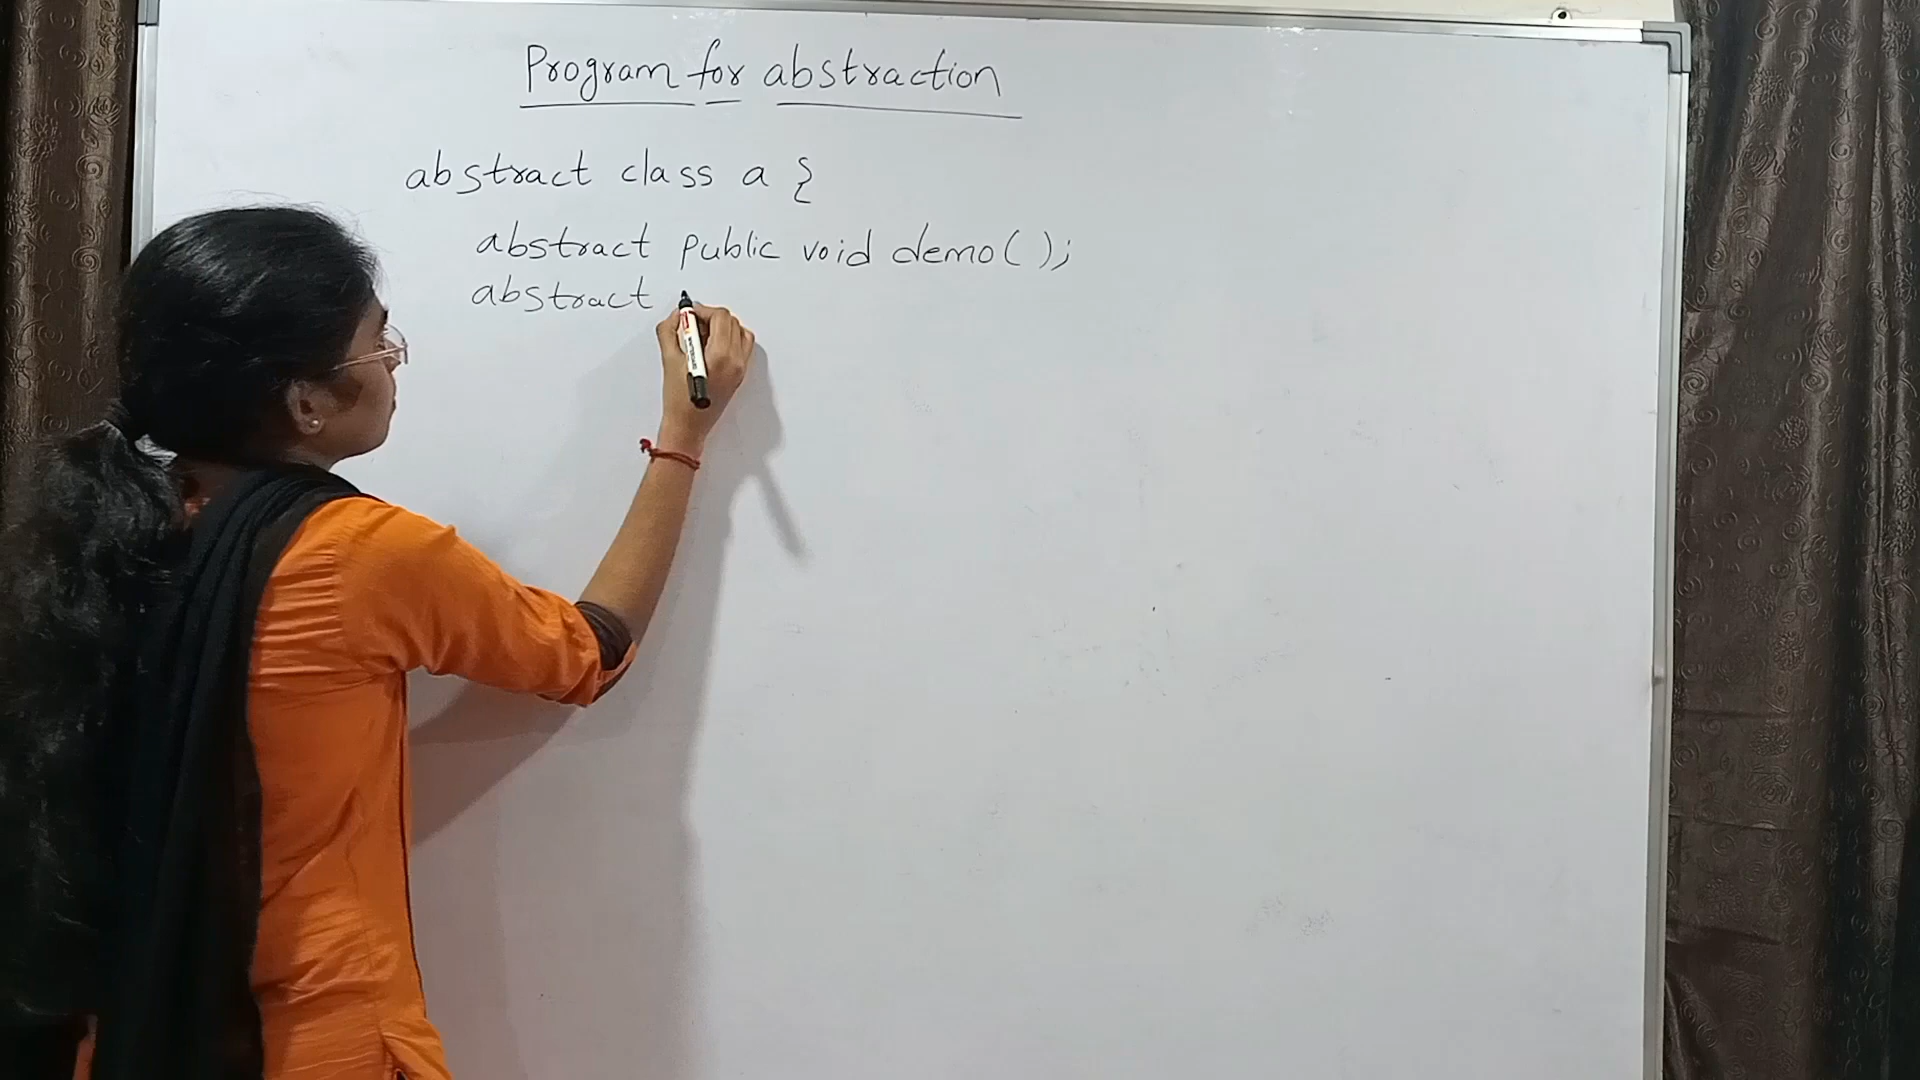 Program for abstraction
abstract class a {
abstract public void demo();
abstract